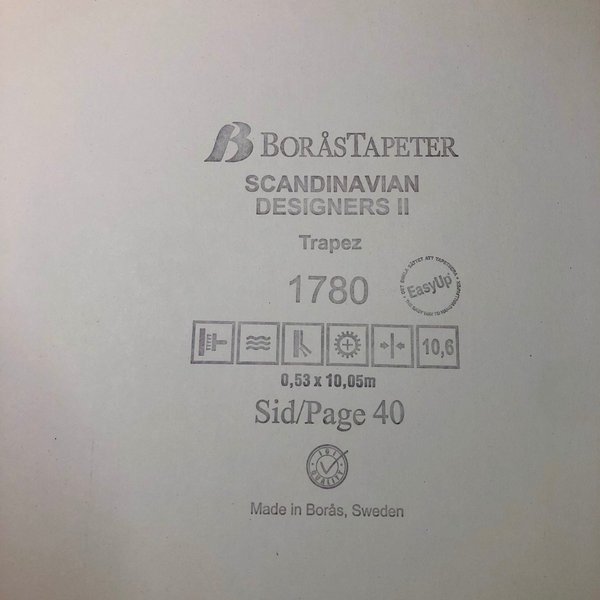 B BORÅSTAPETER
SCANDINAVIAN
DESIGNERS II
Trapez
1780
EasyUp
10,6
0,53 x 10,05m
Sid/Page 40
QUALITY
Made in Borås, Sweden